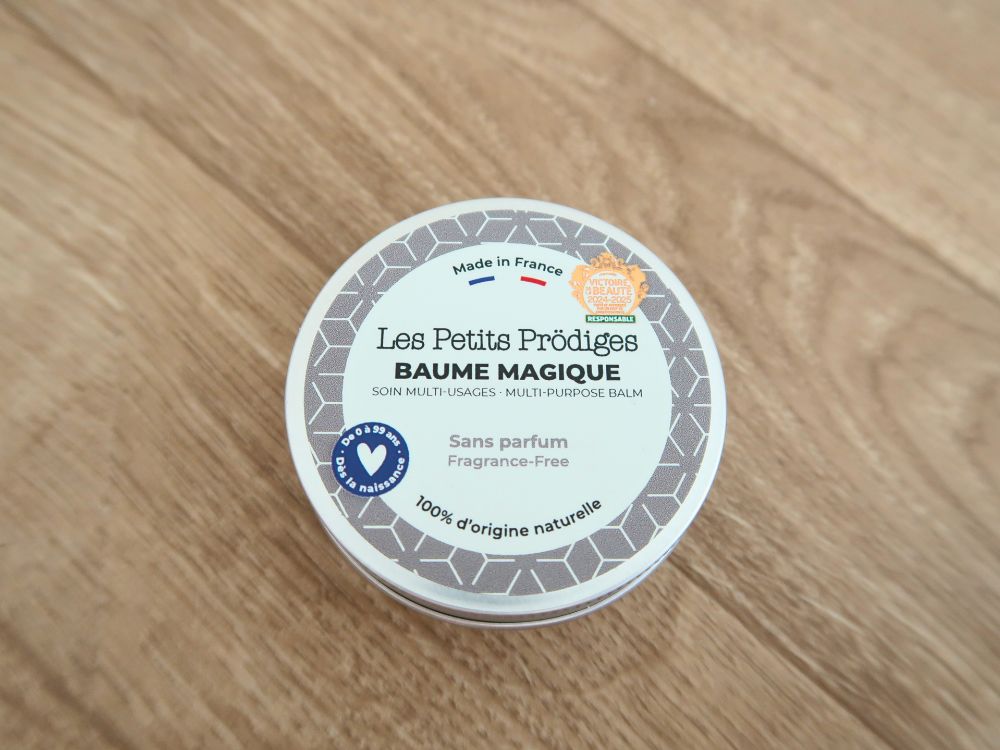 Made in France
VICTOIRE
DE LA
BEAUTÉ
2024-2025
RESPONSABLE
Les Petits Prödiges
BAUME MAGIQUE
SOIN MULTI-USAGES · MULTI-PURPOSE BALM
Sans parfum
Fragrance-Free
De 0 à 99 ans
Dès la naissance
100% d'origine naturelle